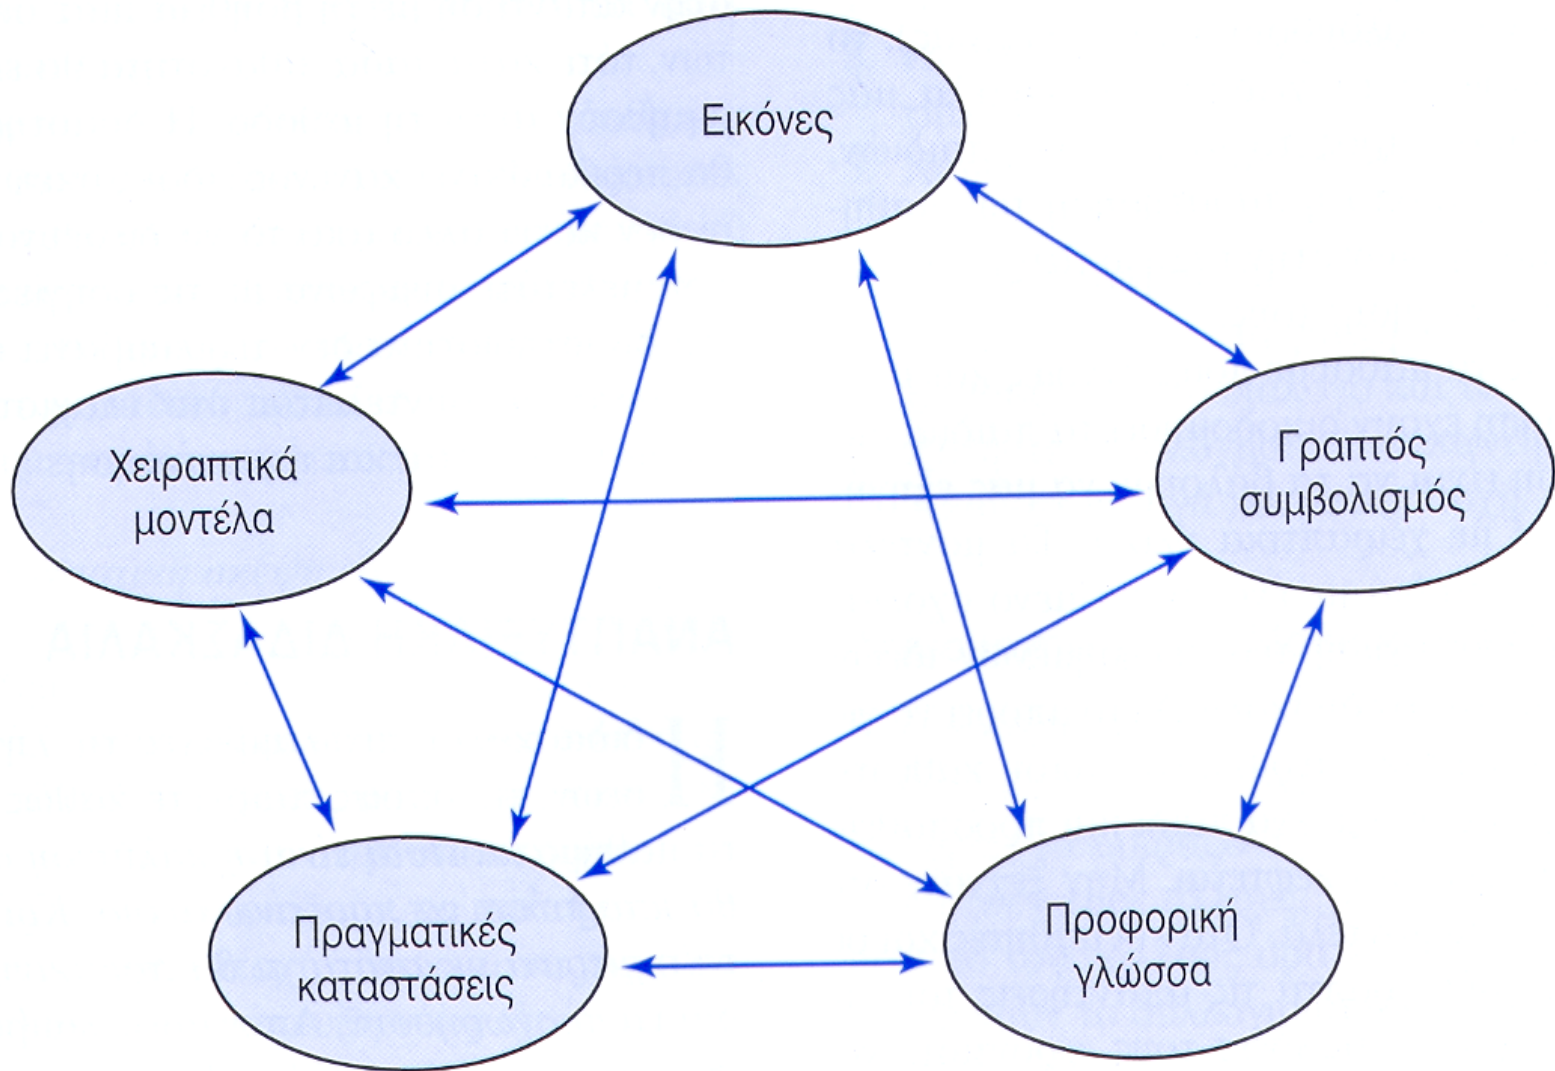 Εικόνες
Χειραπτικά
μοντέλα
Γραπτός
συμβολισμός
Πραγματικές
καταστάσεις
Προφορική
γλώσσα